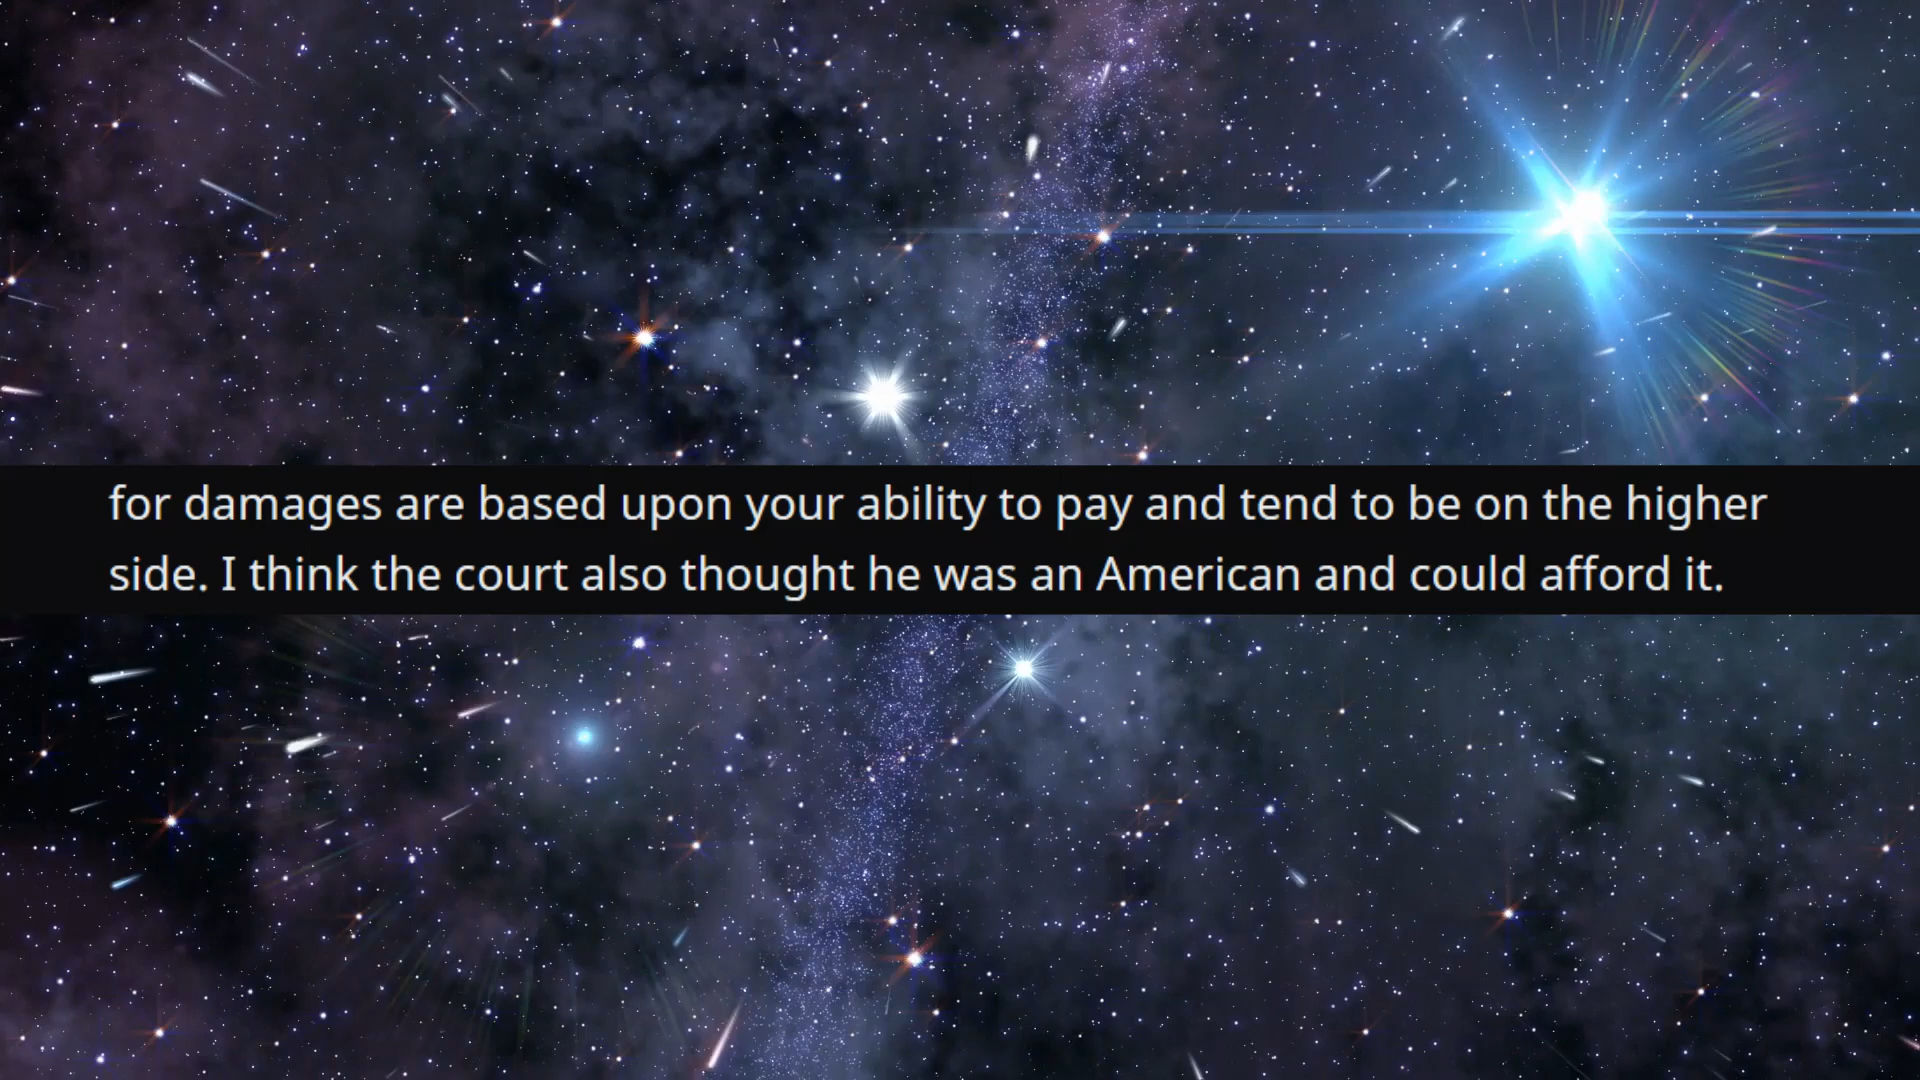 for damages are based upon your ability to pay and tend to be on the higher
side. I think the court also thought he was an American and could afford it.